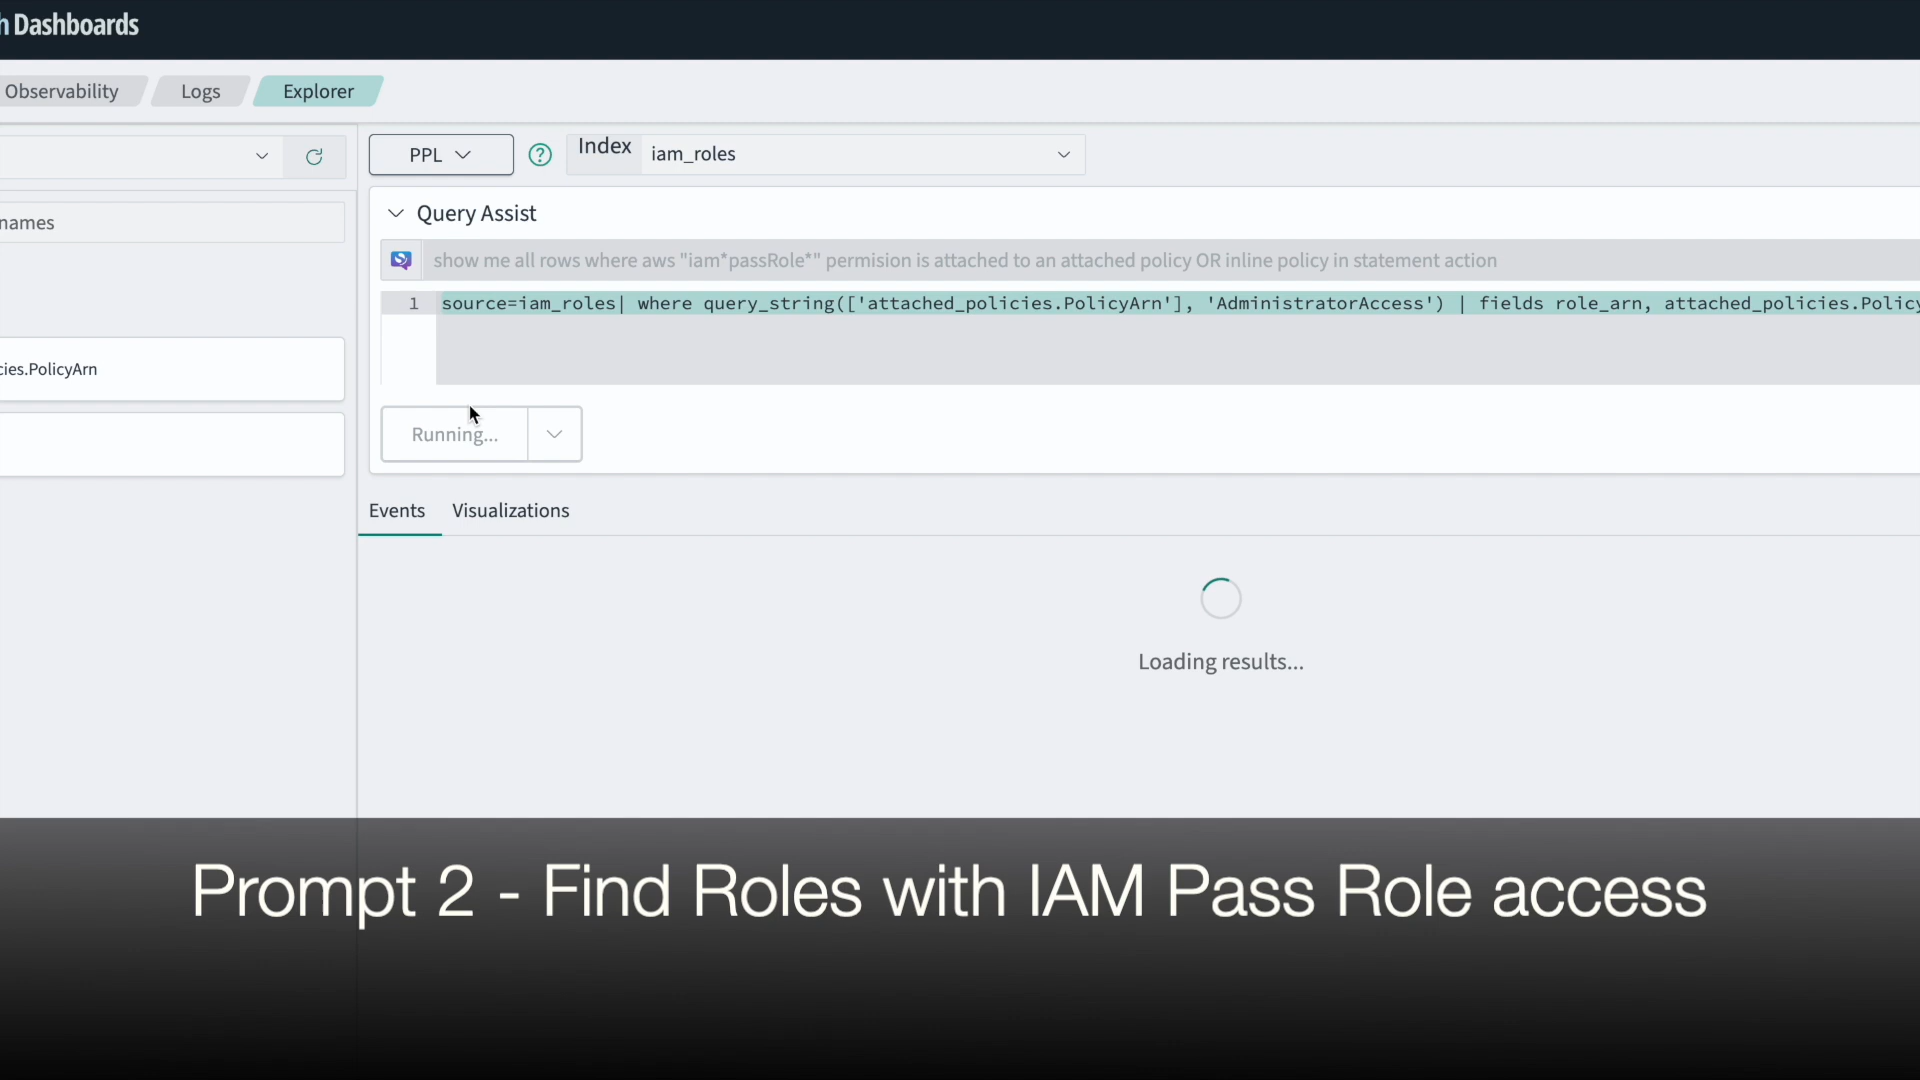 h Dashboards
Observability
Logs
Explorer
PPL
Index
iam_roles
names
Query Assist
show me all rows where aws "iam*passRole*" permision is attached to an attached policy OR inline policy in statement action
1
source=iam_roles| where query_string(['attached_policies.PolicyArn'], 'AdministratorAccess') | fields role_arn, attached_policies.Policy
cies.PolicyArn
Running...
Events
Visualizations
Loading results...
Prompt 2 - Find Roles with IAM Pass Role access